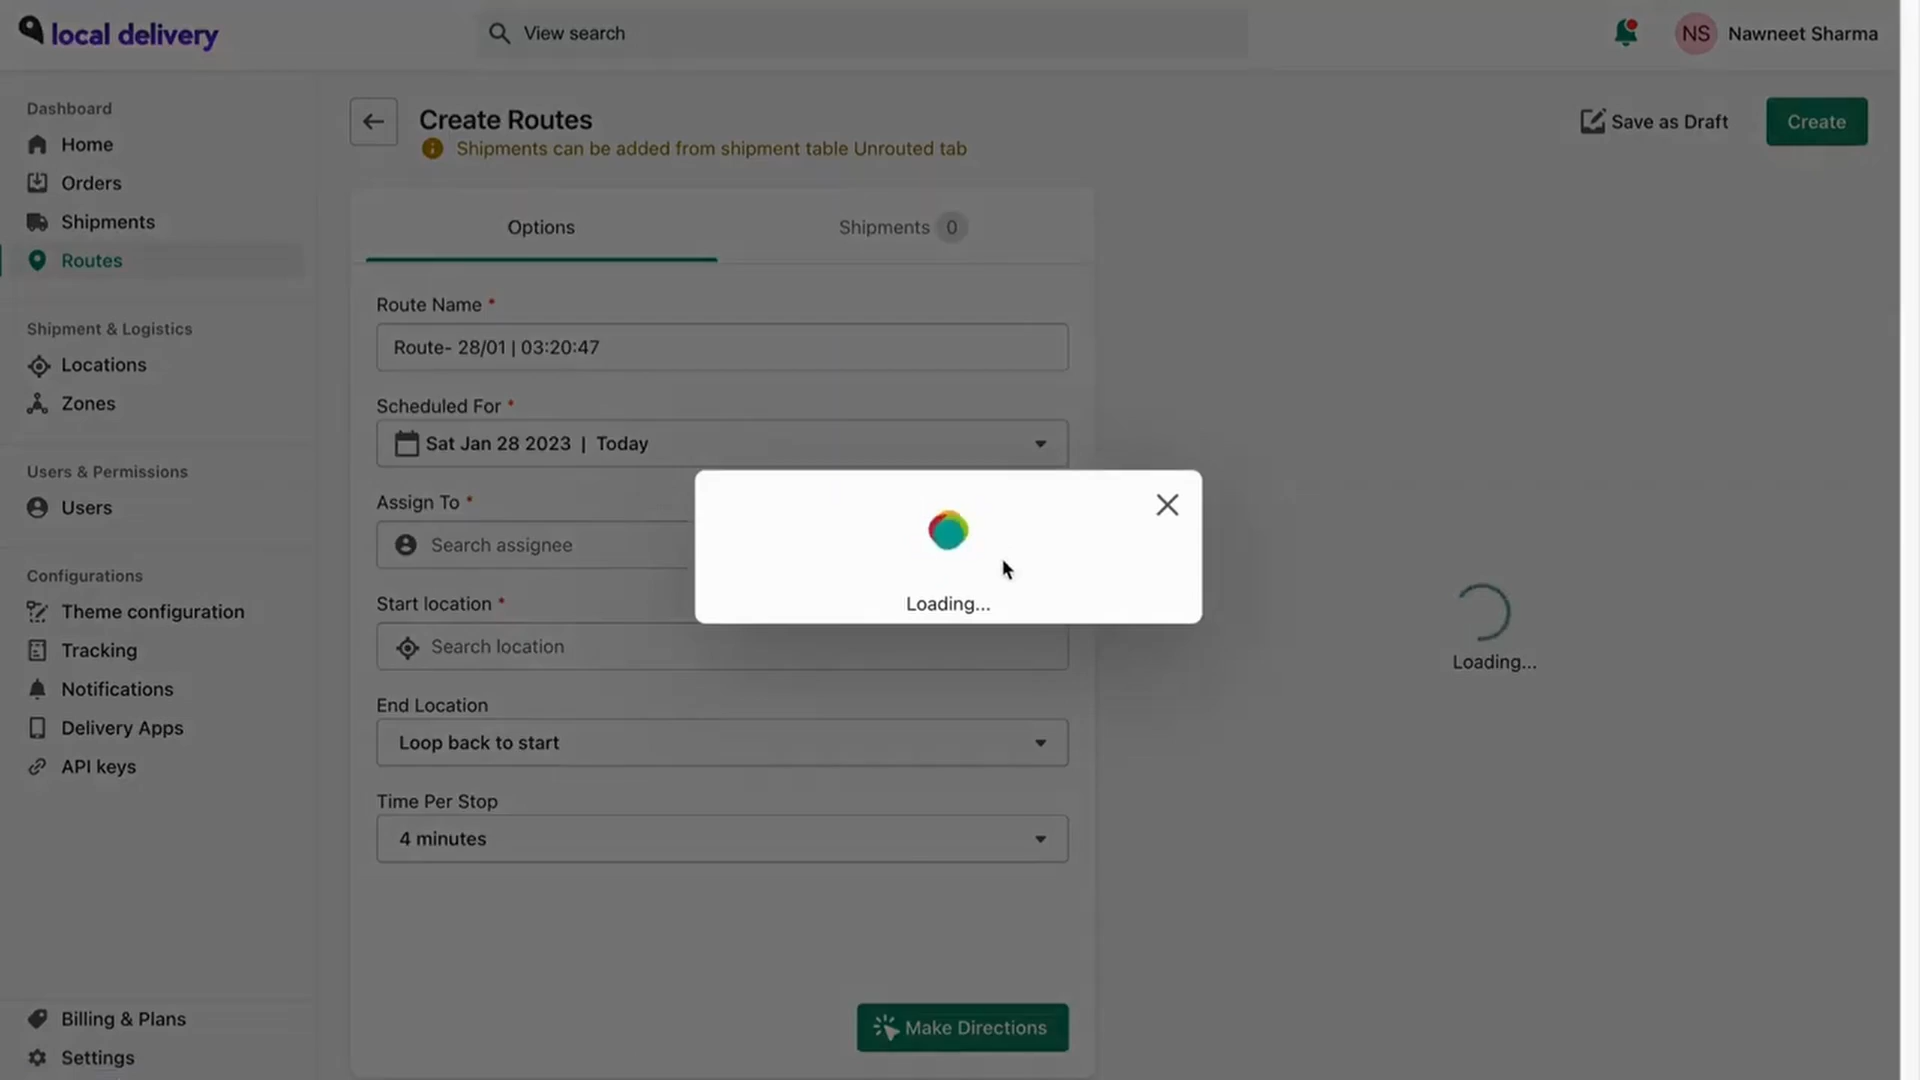 local delivery
View search
NS
Nawneet Sharma
Dashboard
Home
Orders
Shipments
Routes
Shipment & Logistics
Locations
Zones
Users & Permissions
Users
Configurations
Theme configuration
Tracking
Notifications
Delivery Apps
API keys
Billing & Plans
Settings
Create Routes
Shipments can be added from shipment table Unrouted tab
Save as Draft
Create
Options
Shipments 0
Route Name *
Route- 28/01 | 03:20:47
Scheduled For *
Sat Jan 28 2023 | Today
Assign To *
Search assignee
Start location *
Search location
End Location
Loop back to start
Time Per Stop
4 minutes
Make Directions
Loading...
Loading...